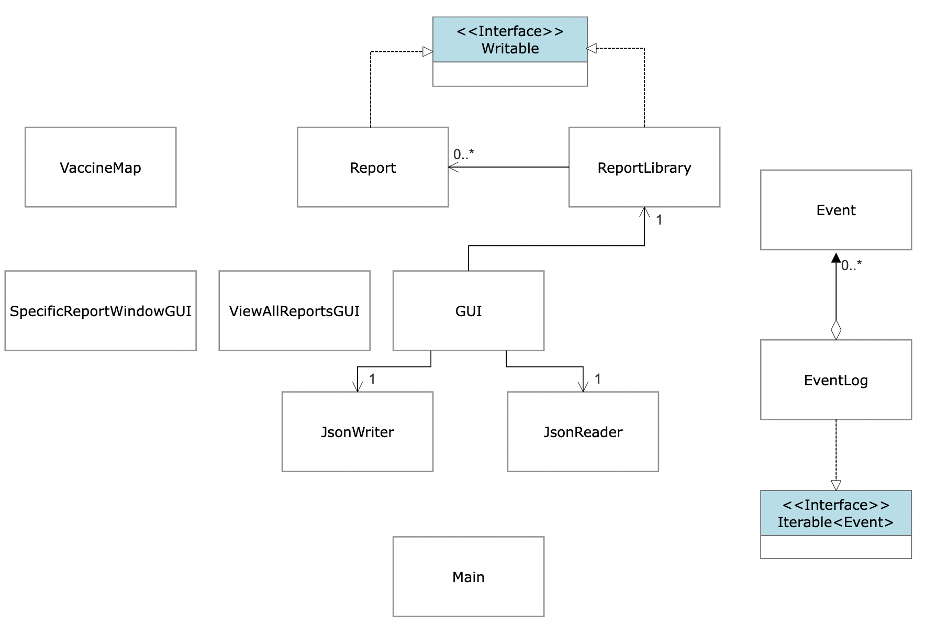 <<Interface>>
Writable
VaccineMap
Report
0..*
ReportLibrary
Event
1
0..*
SpecificReportWindowGUI
ViewAllReportsGUI
GUI
1
1
EventLog
JsonWriter
JsonReader
<<Interface>>
Iterable<Event>
Main